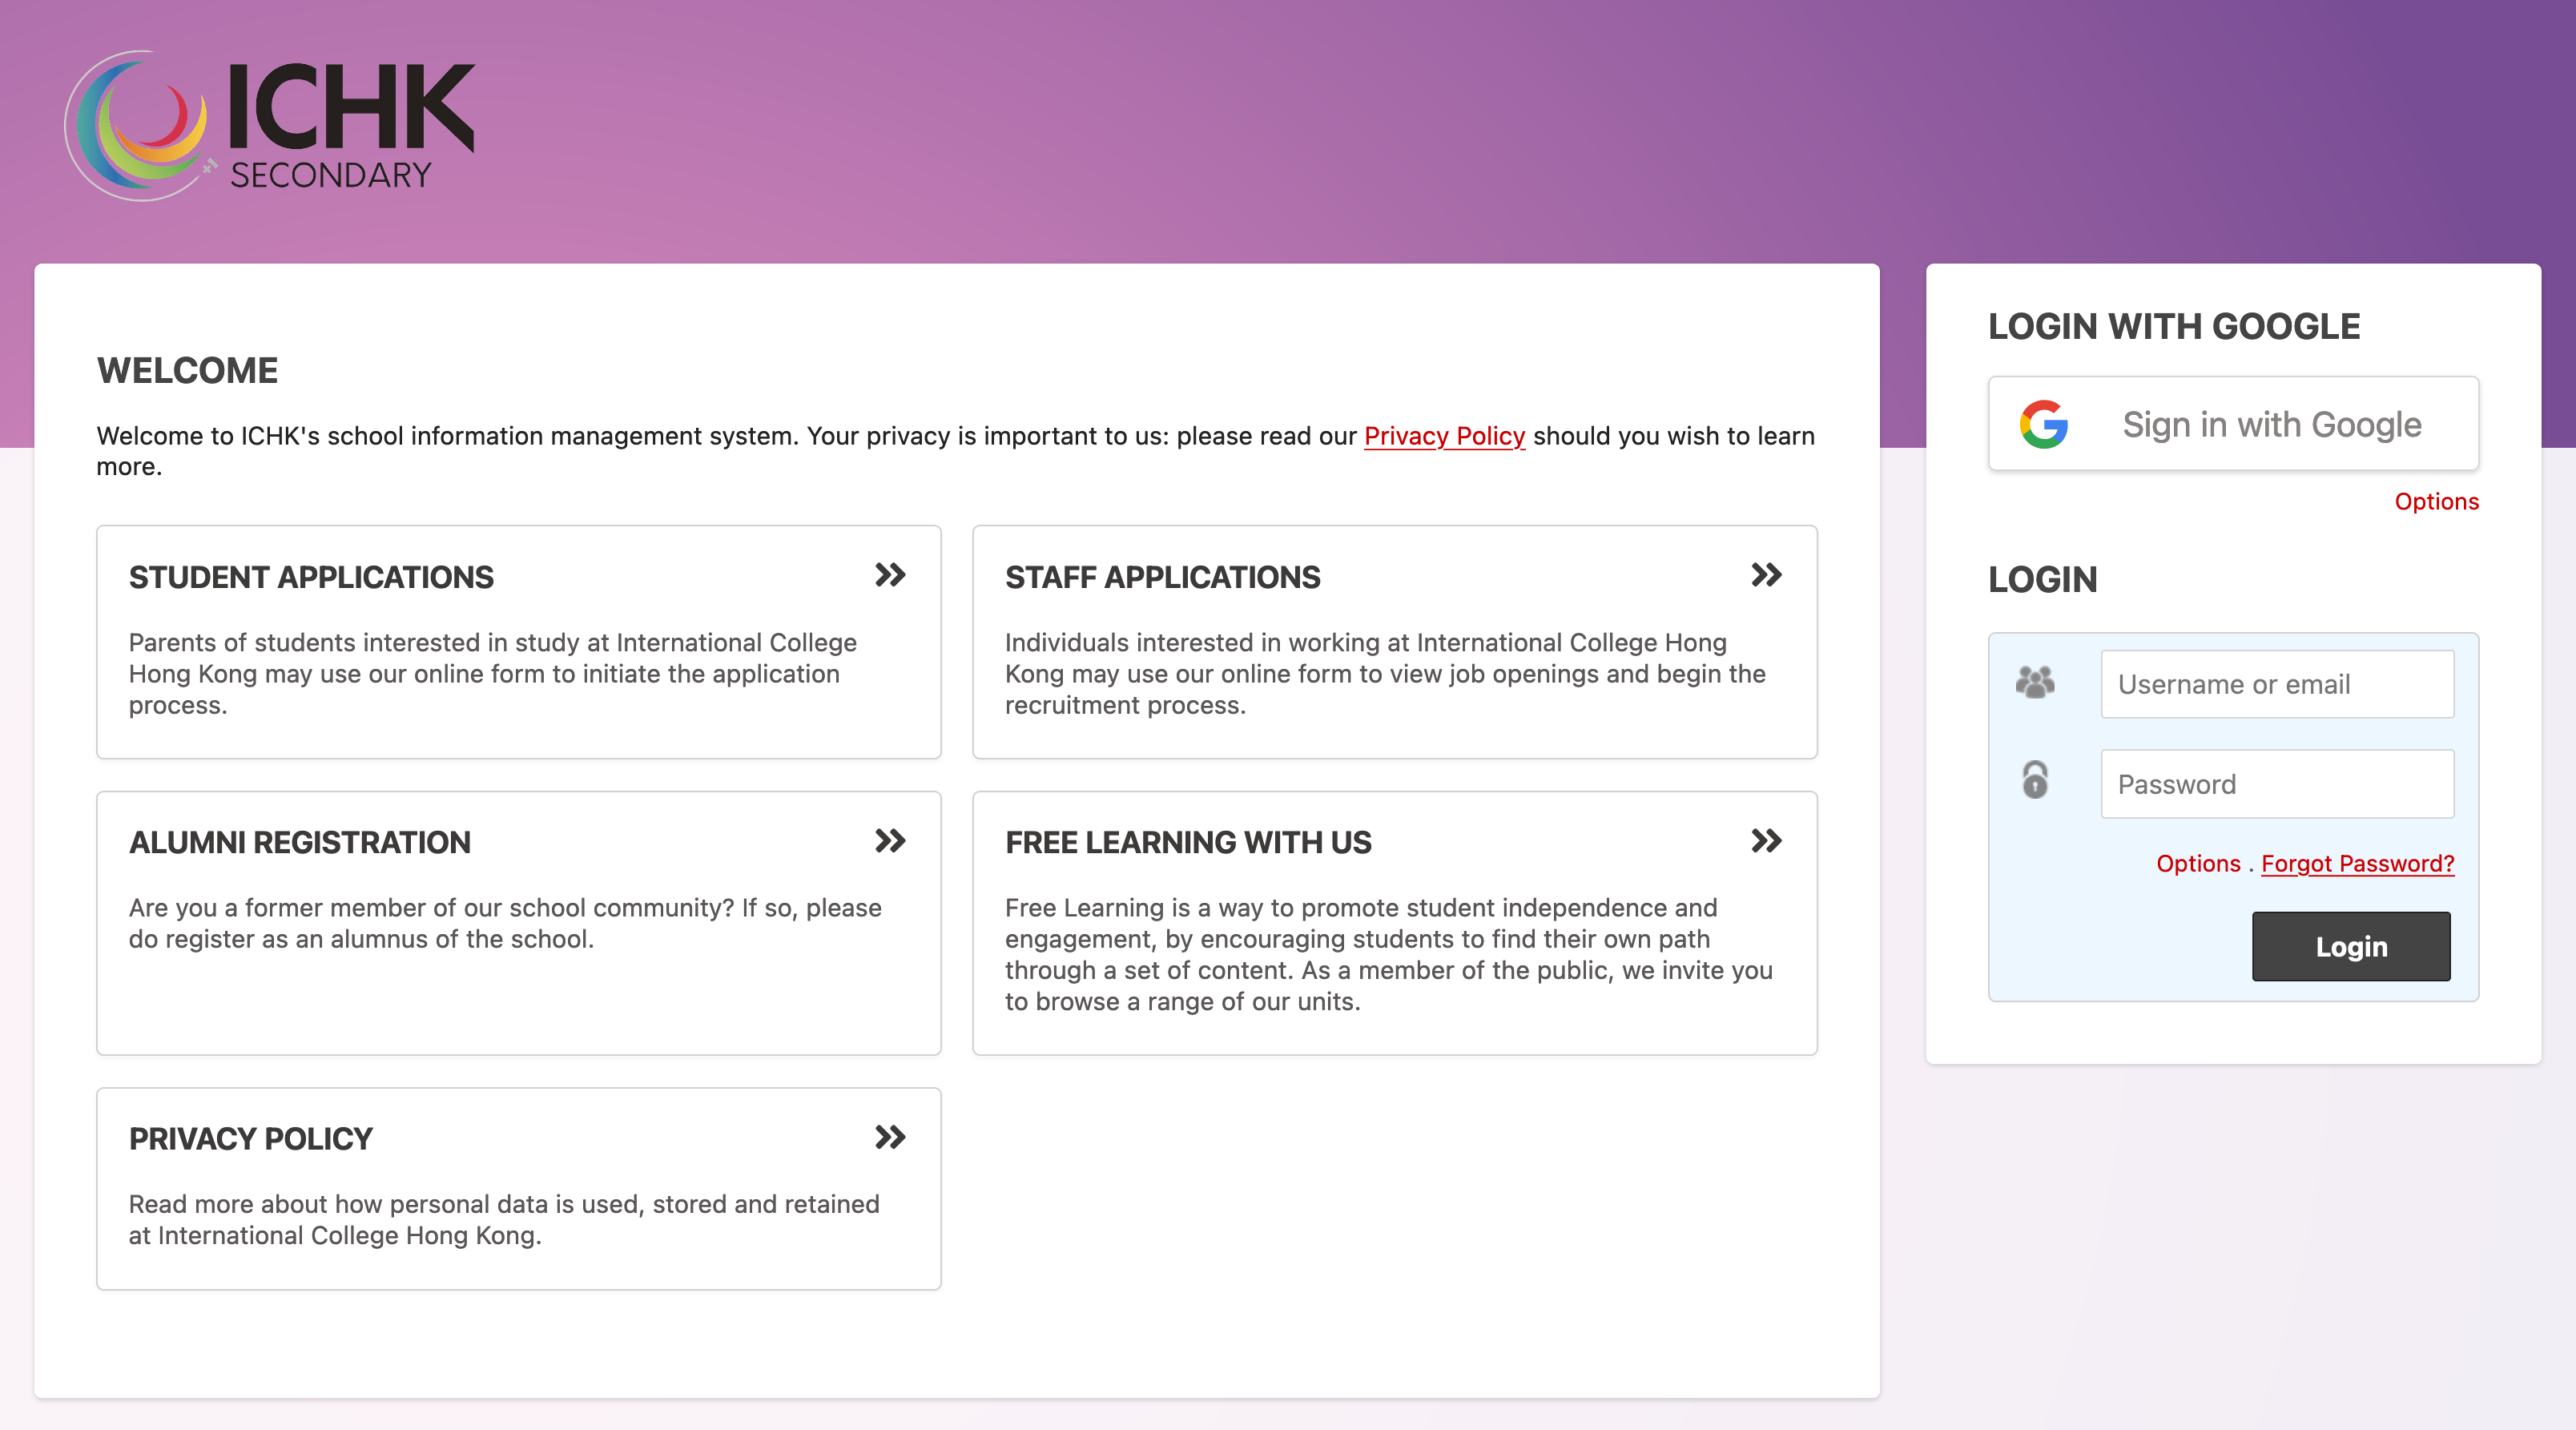 ICHK
SECONDARY
WELCOME
Welcome to ICHK's school information management system. Your privacy is important to us: please read our Privacy Policy should you wish to learn
more.
STUDENT APPLICATIONS
Parents of students interested in study at International College
Hong Kong may use our online form to initiate the application
process.
STAFF APPLICATIONS
Individuals interested in working at International College Hong
Kong may use our online form to view job openings and begin the
recruitment process.
ALUMNI REGISTRATION
Are you a former member of our school community? If so, please
do register as an alumnus of the school.
FREE LEARNING WITH US
Free Learning is a way to promote student independence and
engagement, by encouraging students to find their own path
through a set of content. As a member of the public, we invite you
to browse a range of our units.
PRIVACY POLICY
Read more about how personal data is used, stored and retained
at International College Hong Kong.
LOGIN WITH GOOGLE
Sign in with Google
Options
LOGIN
Username or email
Password
Options . Forgot Password?
Login